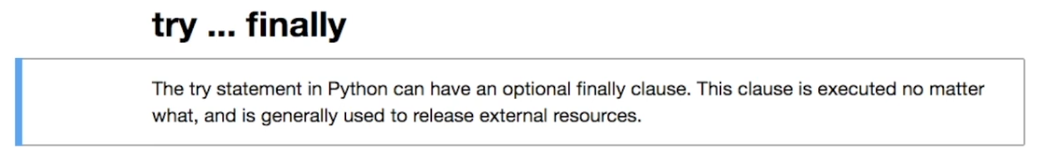 try ... finally
The try statement in Python can have an optional finally clause. This clause is executed no matter
what, and is generally used to release external resources.